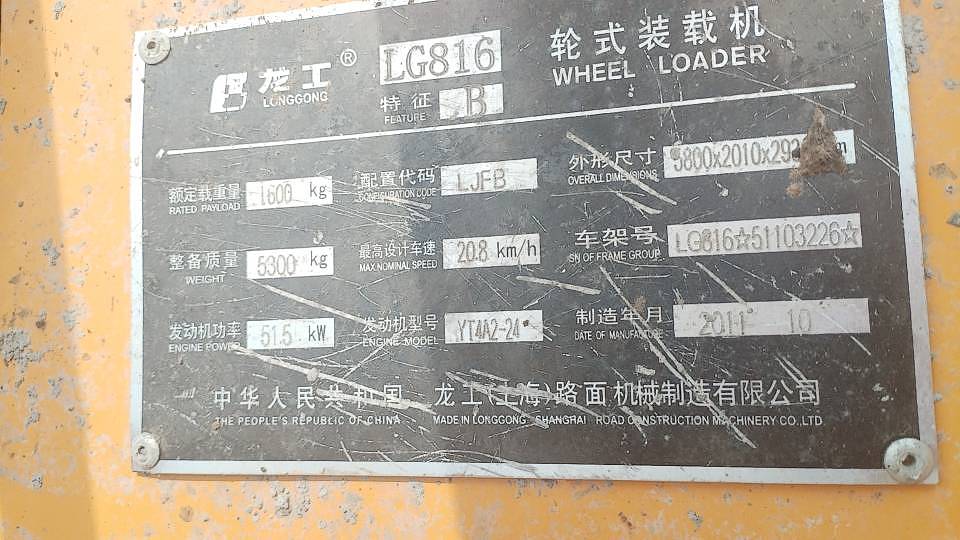 龙工® LG816 轮式装载机
LONGGONG WHEEL LOADER
特征 B
FEATURE
额定载重量 1600 kg 配置代码 LJFB 外形尺寸
RATED PAYLOAD CONFIGURATION CODE OVERALL DIMENSIONS
整备质量 5300 kg 最高设计车速 20.8 km/h 车架号 LG816☆51103226☆
WEIGHT MAX.NOMINAL SPEED SN OF FRAME GROUP
发动机功率 51.5 kW 发动机型号 YT4A2-24 制造年月 2011 10
ENGINE POWER ENGINE MODEL DATE OF MANUFACTURE
中华人民共和国 龙工(上海)路面机械制造有限公司
THE PEOPLE'S REPUBLIC OF CHINA MADE IN LONGGONG SHANGHAI ROAD CONSTRUCTION MACHINERY CO.,LTD